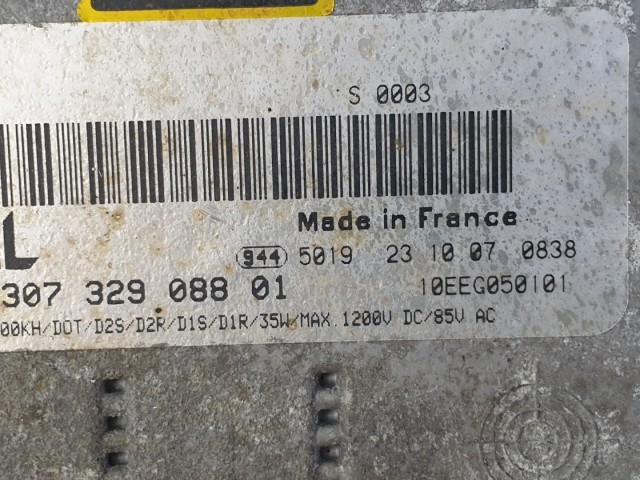 S 0003
Made in France
944 5019 23 10 07 0838
307 329 088 01 10EEG050101
00KH/DOT/D2S/D2R/D1S/D1R/35W/MAX.1200V DC/85V AC